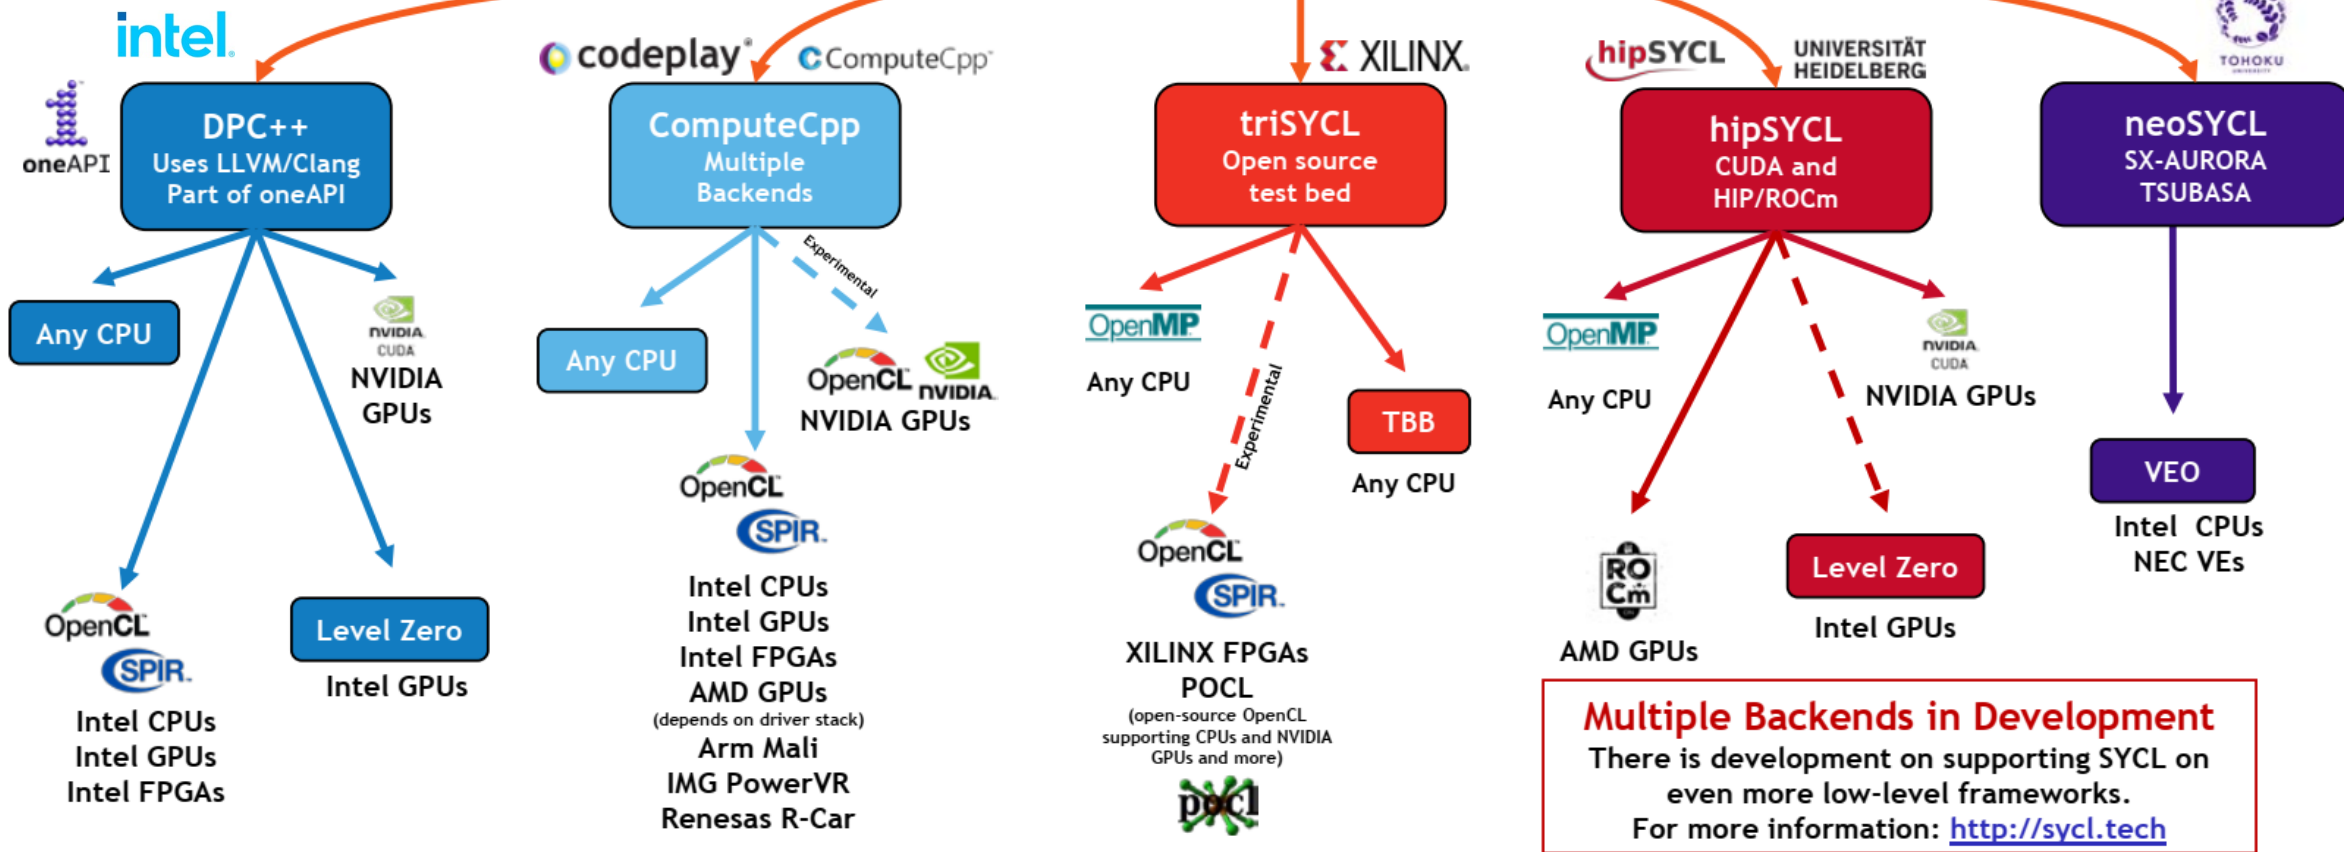 intel.
oneAPI
DPC++
Uses LLVM/Clang
Part of oneAPI
Any CPU
NVIDIA.
CUDA
NVIDIA
GPUs
OpenCL
SPIR.
Intel CPUs
Intel GPUs
Intel FPGAs
Level Zero
Intel GPUs
codeplay®
ComputeCpp™
ComputeCpp
Multiple
Backends
Experimental
Any CPU
OpenCL
NVIDIA.
NVIDIA GPUs
OpenCL
SPIR.
Intel CPUs
Intel GPUs
Intel FPGAs
AMD GPUs
(depends on driver stack)
Arm Mali
IMG PowerVR
Renesas R-Car
XILINX.
triSYCL
Open source
test bed
OpenMP
Any CPU
Experimental
TBB
Any CPU
OpenCL
SPIR.
XILINX FPGAs
POCL
(open-source OpenCL
supporting CPUs and NVIDIA
GPUs and more)
pocl
hipSYCL
UNIVERSITÄT
HEIDELBERG
hipSYCL
CUDA and
HIP/ROCm
OpenMP
Any CPU
NVIDIA.
CUDA
NVIDIA GPUs
ROCm
AMD GPUs
Level Zero
Intel GPUs
TOHOKU
UNIVERSITY
neoSYCL
SX-AURORA
TSUBASA
VEO
Intel CPUs
NEC VEs
Multiple Backends in Development
There is development on supporting SYCL on
even more low-level frameworks.
For more information: http://sycl.tech